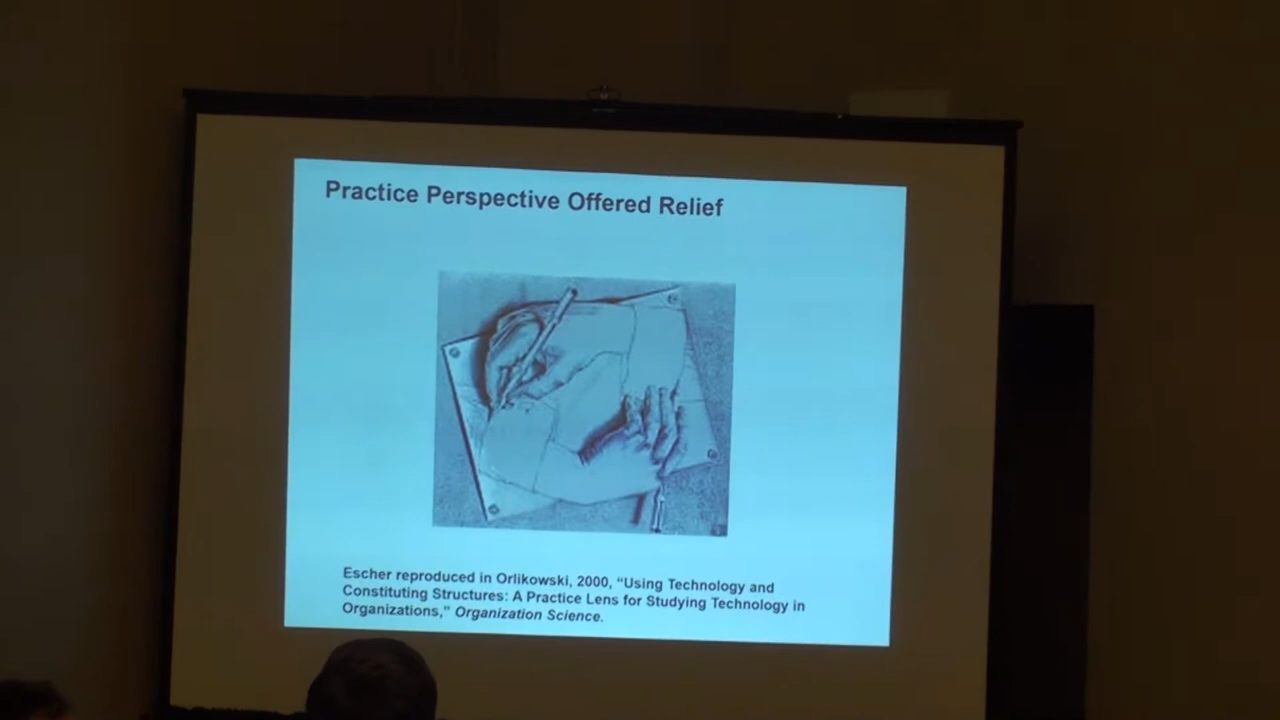 Practice Perspective Offered Relief
Escher reproduced in Orlikowski, 2000, “Using Technology and
Constituting Structures: A Practice Lens for Studying Technology in
Organizations,” Organization Science.